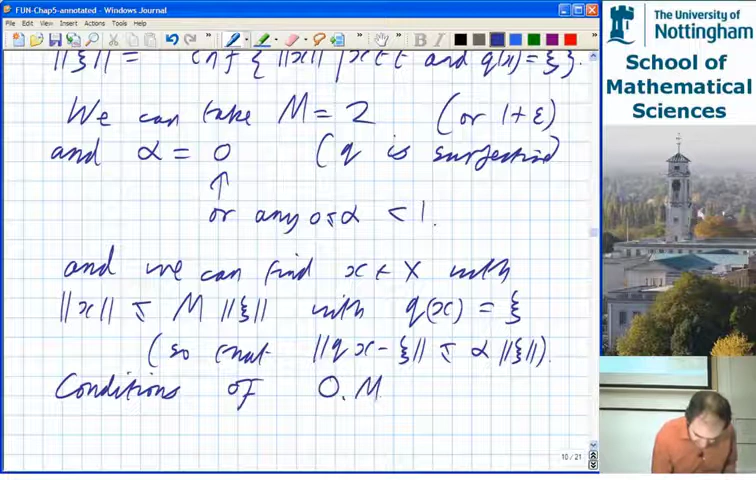 FUN-Chap5-annotated - Windows Journal
File Edit View Insert Actions Tools Help
||ξ|| = inf { ||x|| | x ∈ E and q(x) = ξ }.
We can take M = 2 (or 1 + ε)
and α = 0 (q is surjective)
↑
or any 0 ≤ α < 1.
and we can find x ∈ X with
||x|| ≤ M ||ξ|| with q(x) = ξ
(so that ||qx - ξ|| ≤ α ||ξ||).
Conditions of O.M
10 / 21
The University of
Nottingham
School of
Mathematical
Sciences